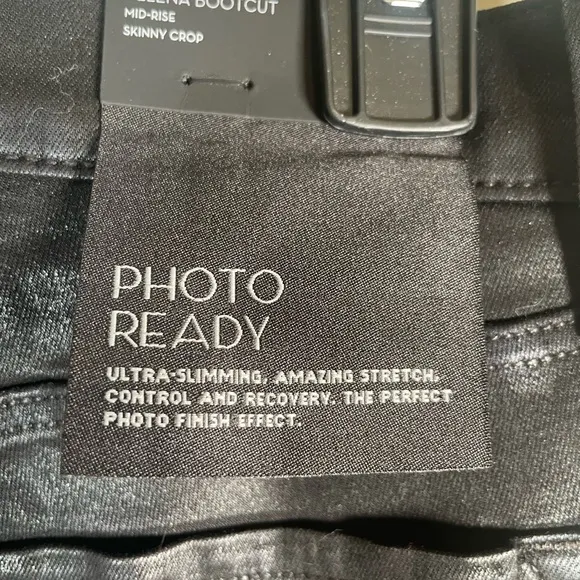 BOOTCUT
MID-RISE
SKINNY CROP
PHOTO
READY
ULTRA-SLIMMING, AMAZING STRETCH,
CONTROL AND RECOVERY. THE PERFECT
PHOTO FINISH EFFECT.